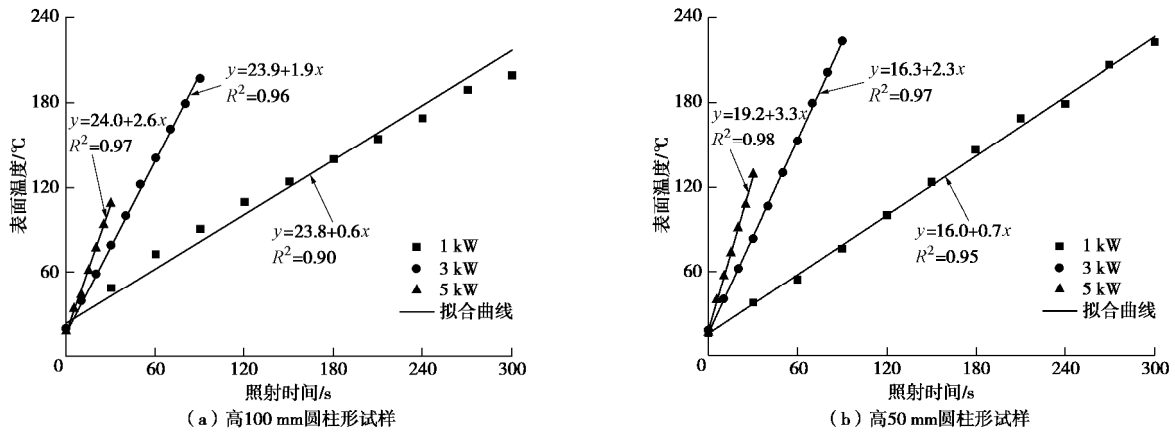 240
180
120
60
0
表面温度/℃
y=23.9+1.9x
R²=0.96
y=24.0+2.6x
R²=0.97
y=23.8+0.6x
R²=0.90
1 kW
3 kW
5 kW
拟合曲线
0 60 120 180 240 300
照射时间/s
（a）高100 mm圆柱形试样
240
180
120
60
0
表面温度/℃
y=16.3+2.3x
R²=0.97
y=19.2+3.3x
R²=0.98
y=16.0+0.7x
R²=0.95
1 kW
3 kW
5 kW
拟合曲线
0 60 120 180 240 300
照射时间/s
（b）高50 mm圆柱形试样